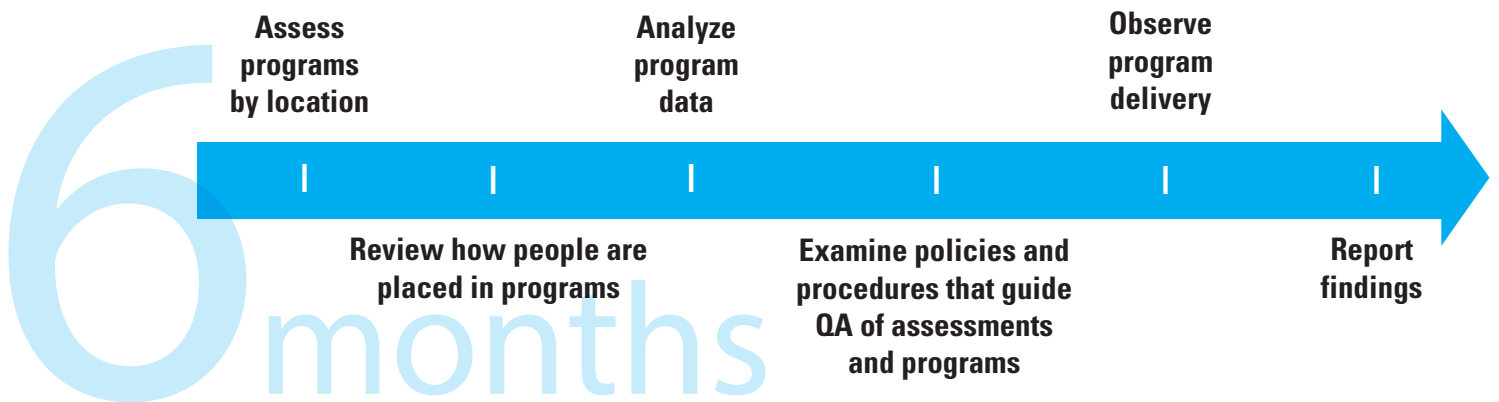 Assess
programs
by location
Analyze
program
data
Observe
program
delivery
Review how people are
placed in programs
Examine policies and
procedures that guide
QA of assessments
and programs
Report
findings
6
months